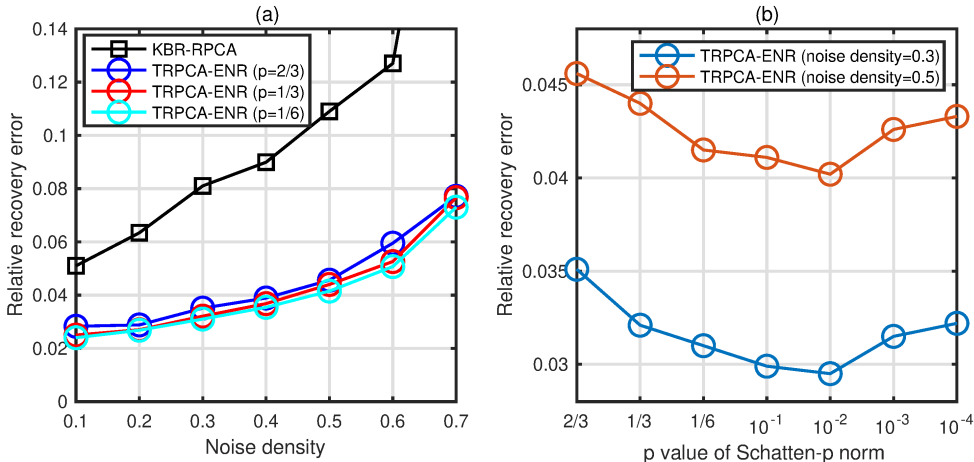 (a)
0.14
0.12
0.1
0.08
0.06
0.04
0.02
0
Relative recovery error
KBR-RPCA
TRPCA-ENR (p=2/3)
TRPCA-ENR (p=1/3)
TRPCA-ENR (p=1/6)
0.1 0.2 0.3 0.4 0.5 0.6 0.7
Noise density
(b)
0.045
0.04
0.035
0.03
Relative recovery error
TRPCA-ENR (noise density=0.3)
TRPCA-ENR (noise density=0.5)
2/3 1/3 1/6 10⁻¹ 10⁻² 10⁻³ 10⁻⁴
p value of Schatten-p norm